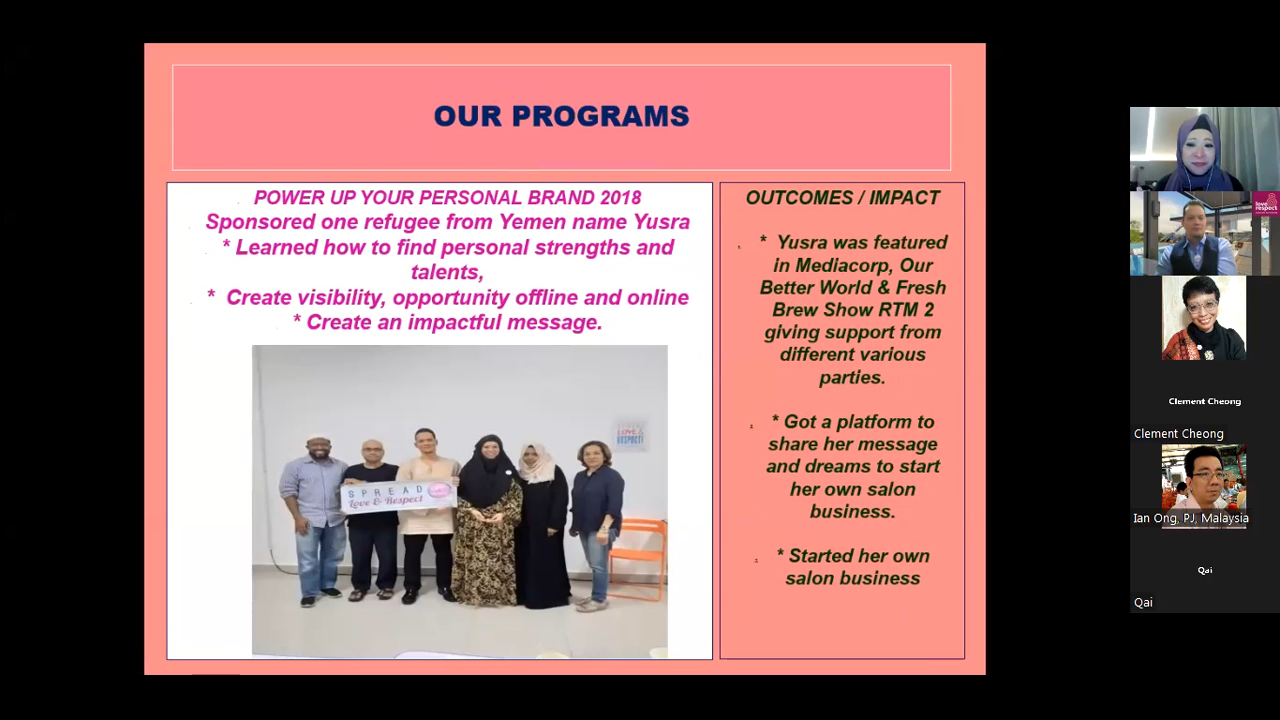 OUR PROGRAMS
POWER UP YOUR PERSONAL BRAND 2018
Sponsored one refugee from Yemen name Yusra
* Learned how to find personal strengths and
talents,
* Create visibility, opportunity offline and online
* Create an impactful message.
SPREAD
Love & Respect
LOVE &
RESPECT!
OUTCOMES / IMPACT
* Yusra was featured
in Mediacorp, Our
Better World & Fresh
Brew Show RTM 2
giving support from
different various
parties.
* Got a platform to
share her message
and dreams to start
her own salon
business.
* Started her own
salon business
love
respect
Clement Cheong
Clement Cheong
Ian Ong, PJ, Malaysia
Qai
Qai